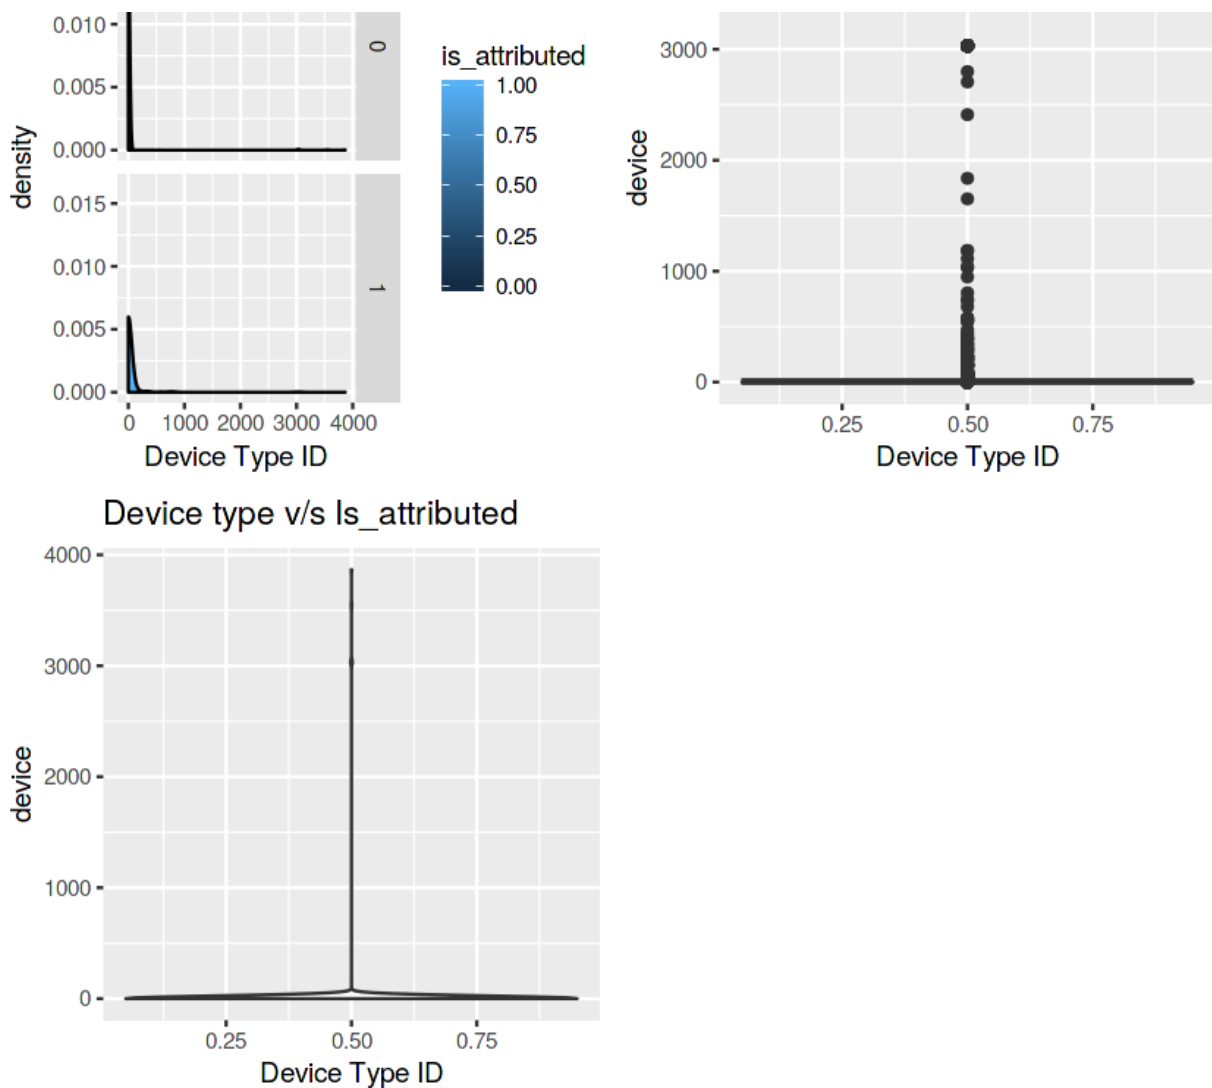 0.010
0.005
0.000
0
density
0.015
0.010
0.005
0.000
1
0 1000 2000 3000 4000
Device Type ID
is_attributed
1.00
0.75
0.50
0.25
0.00
3000
2000
1000
0
device
0.25 0.50 0.75
Device Type ID
Device type v/s Is_attributed
4000
3000
2000
1000
0
device
0.25 0.50 0.75
Device Type ID